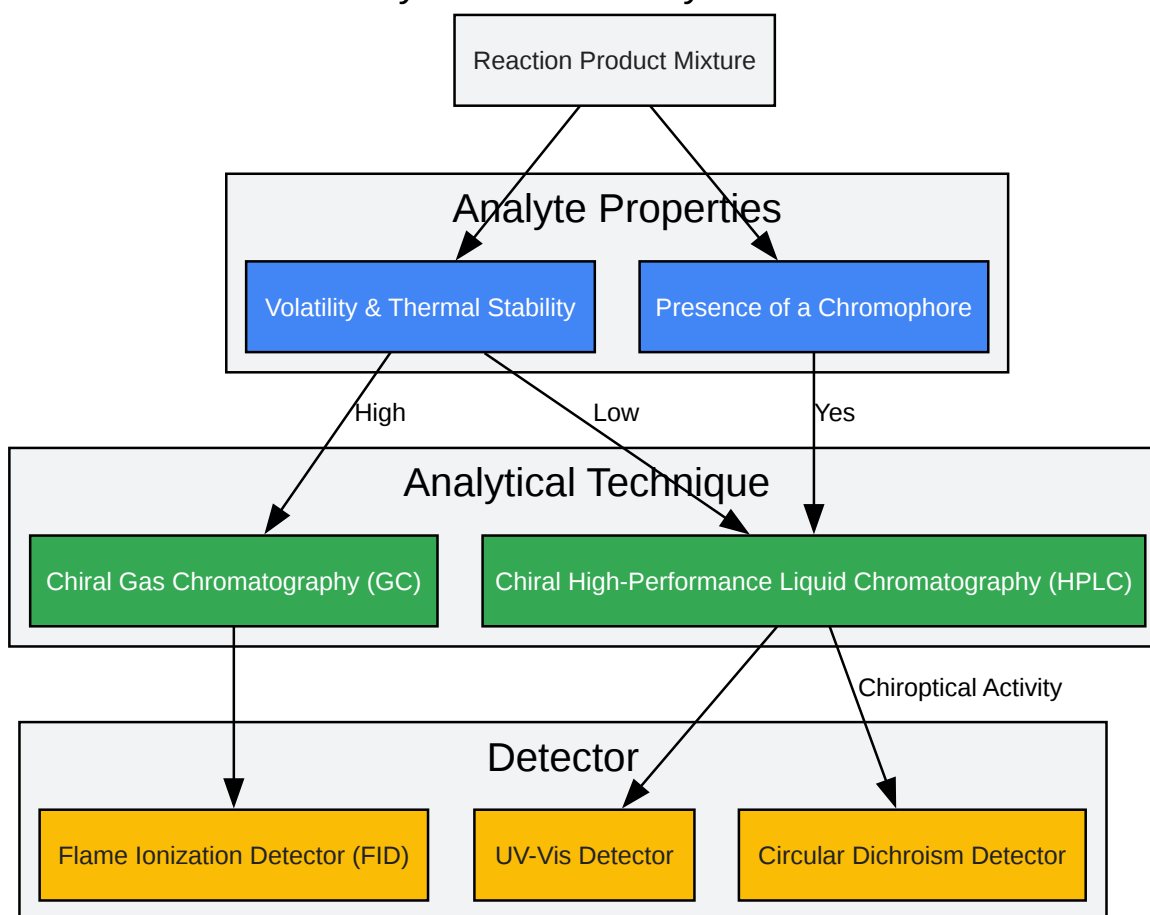 Reaction Product Mixture
Analyte Properties
Volatility & Thermal Stability
Presence of a Chromophore
High
Low
Yes
Analytical Technique
Chiral Gas Chromatography (GC)
Chiral High-Performance Liquid Chromatography (HPLC)
Chiroptical Activity
Detector
Flame Ionization Detector (FID)
UV-Vis Detector
Circular Dichroism Detector